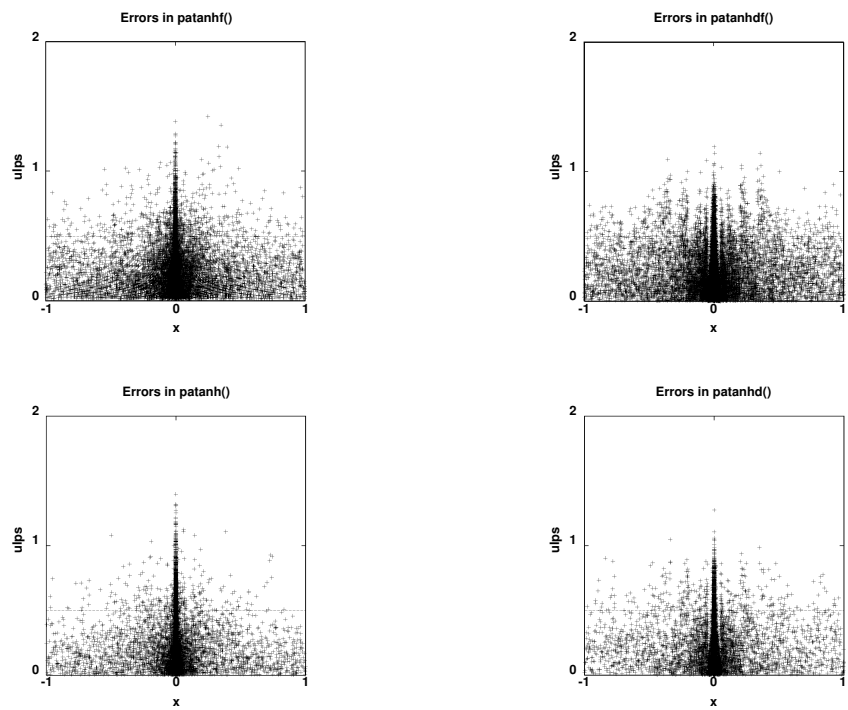 Errors in patanhf()
2
1
0
-1
0
1
ulps
x
Errors in patanhdf()
2
1
0
-1
0
1
ulps
x
Errors in patanh()
2
1
0
-1
0
1
ulps
x
Errors in patanhd()
2
1
0
-1
0
1
ulps
x